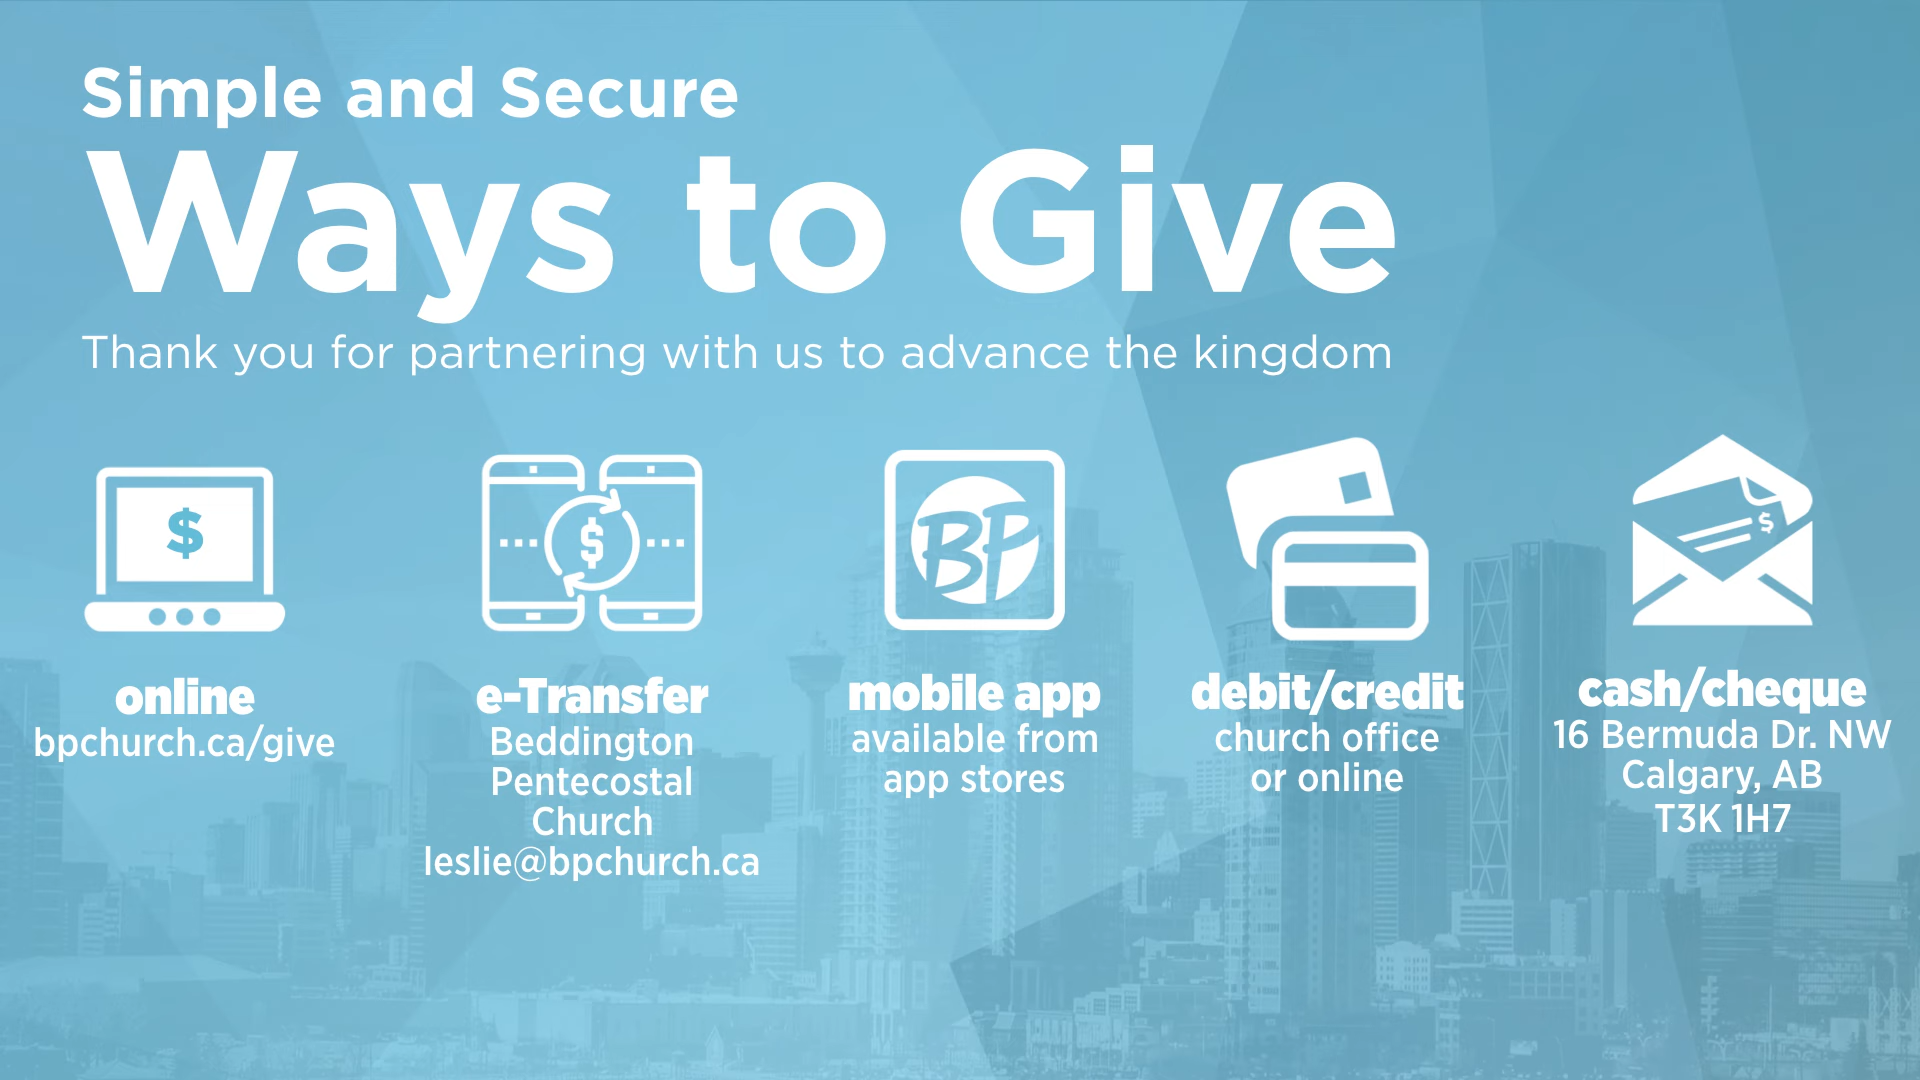 Simple and Secure
Ways to Give
Thank you for partnering with us to advance the kingdom
$
$
BP
$
online
bpchurch.ca/give
e-Transfer
Beddington
Pentecostal
Church
leslie@bpchurch.ca
mobile app
available from
app stores
debit/credit
church office
or online
cash/cheque
16 Bermuda Dr. NW
Calgary, AB
T3K 1H7